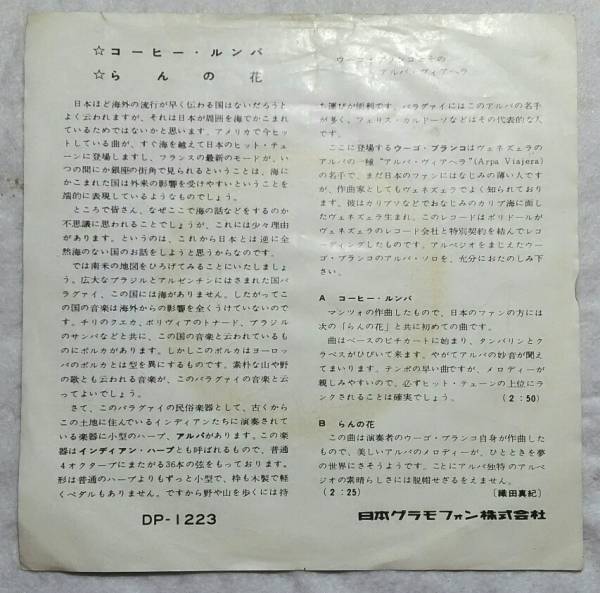 ☆コーヒー・ルンバ
☆らんの花
ウーゴ・ブランコとその
アルパ・ヴィアヘラ
日本ほど海外の流行が早く伝わる国はないだろうと
よく云われますが、それは日本が周囲を海でかこまれ
ているためではないかと思います。アメリカで今ヒッ
トしている曲が、すぐ海を越えて日本のヒット・チュ
ーンに登場しますし、フランスの最新のモードが、い
つの間にか銀座の街角で見られるということは、海に
かこまれた国は外来の影響を受けやすいということを
端的に表現しているようなものでしょう。
ところで皆さん、なぜここで海の話などをするのか
不思議に思われることでしょうが、これには少々理由
があります。というのは、これから日本とは逆に全
然海のない国のお話をしようと思うからなのです。
では南米の地図をひろげてみることにいたしまし
ょう。広大なブラジルとアルゼンチンにはさまれた国パ
ラグァイ、この国には海がありません。したがってこ
の国の音楽は海外からの影響を全くうけていないので
す。チリのクエカ、ボリヴィアのトナード、ブラジル
のサンバなどと共に、この国の音楽と云われているも
のにポルカがあります。しかしこのポルカはヨーロッ
パのポルカとは型を異にするものです。素朴な山や野
の歌とも云われる音楽が、このパラグァイの音楽と云
ってよいでしょう。
さて、このパラグァイの民俗楽器として、古くから
この土地に住んでいるインディアンたちに演奏されて
いる楽器に小型のハープ、アルパがあります。この楽
器はインディアン・ハープとも呼ばれるもので、普通
4オクターブにまたがる36本の弦をもっております。
形は普通のハープよりもずっと小型で、枠も木製で軽
くペダルもありません。ですから野や山を歩くには持
ち運びが便利です。パラグァイにはこのアルパの名手
が多く、フェリス・カルドーソなどはその代表的な人
です。
ここに登場するウーゴ・ブランコはヴェネズェラの
アルパの一種“アルパ・ヴィアヘラ”(Arpa Viajera)
の名手で、まだ日本のファンにはなじみの薄い人です
が、作曲家としてもヴェネズェラでよく知られており
ます。彼はカリプソなどでおなじみのカリブ海に面し
たヴェネズェラ生まれ、このレコードはポリドールが
ヴェネズェラのレコード会社と特別契約を結んでレコ
ーディングしたものです。アルペジオをまじえたウー
ゴ・ブランコのアルパ・ソロを、充分におたのしみ下
さい。
A コーヒー・ルンバ
マンツォの作曲したもので、日本のファンの方には
次の「らんの花」と共に初めての曲です。
曲はベースのピチカートに始まり、タンバリンとク
ラベスがひびいて来ます。やがてアルパの妙音が聞え
てまいります。テンポの早い曲ですが、メロディーが
親しみやすいので、必ずヒット・チューンの上位にラ
ンクされることは確実でしょう。 (2:50)
B らんの花
この曲は演奏者のウーゴ・ブランコ自身が作曲した
もので、美しいアルパのメロディーが、ひとときを夢
の世界にさそうようです。ことにアルパ独特のアルペ
ジオの素晴らしさには脱帽せざるをえません。
(2:25) 〔織田真紀〕
DP-1223 日本グラモフォン株式会社